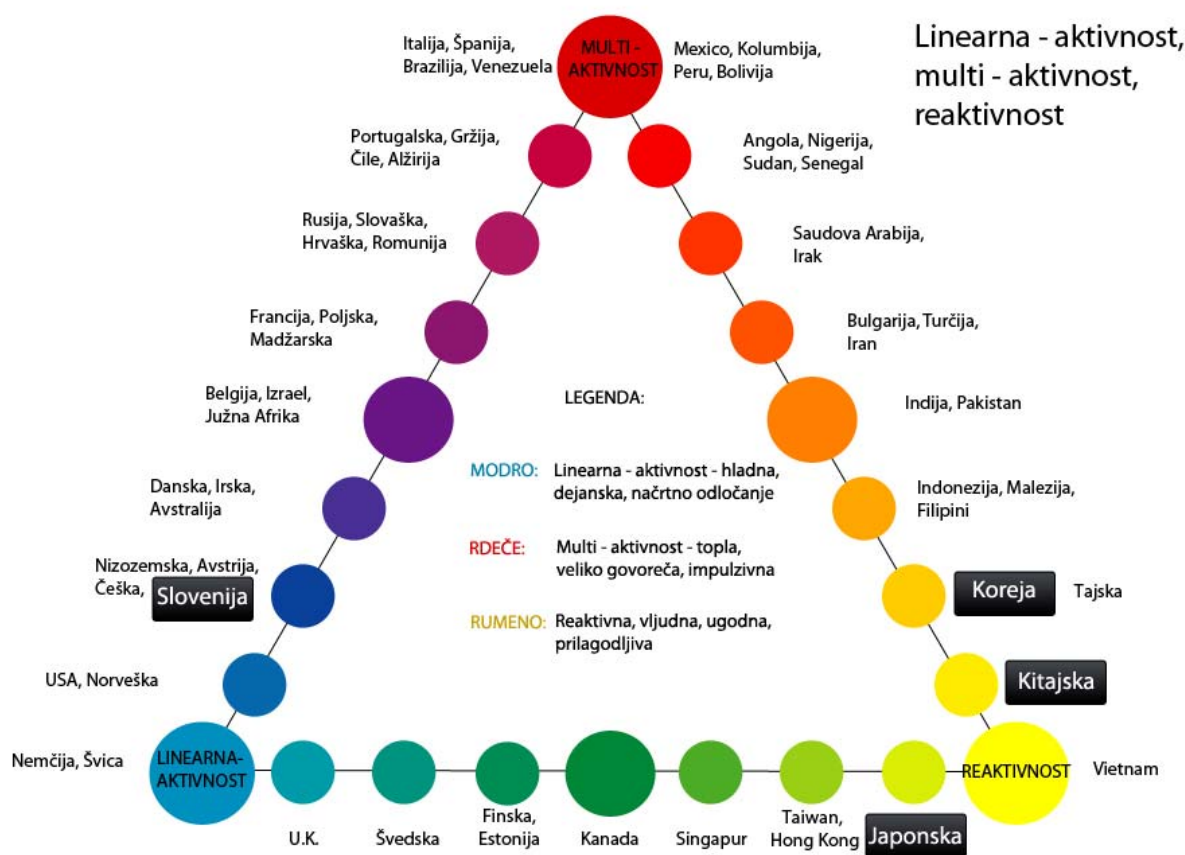 Linearna - aktivnost,
multi - aktivnost,
reaktivnost
MULTI -
AKTIVNOST
Italija, Španija,
Brazilija, Venezuela
Mexico, Kolumbija,
Peru, Bolivija
Portugalska, Gržija,
Čile, Alžirija
Angola, Nigerija,
Sudan, Senegal
Rusija, Slovaška,
Hrvaška, Romunija
Saudova Arabija,
Irak
Francija, Poljska,
Madžarska
Bulgarija, Turčija,
Iran
Belgija, Izrael,
Južna Afrika
Indija, Pakistan
LEGENDA:
MODRO: Linearna - aktivnost - hladna,
dejanska, načrtno odločanje
RDEČE: Multi - aktivnost - topla,
veliko govoreča, impulzivna
RUMENO: Reaktivna, vljudna, ugodna,
prilagodljiva
Danska, Irska,
Avstralija
Indonezija, Malezija,
Filipini
Nizozemska, Avstrija,
Češka, Slovenija
Koreja Tajska
USA, Norveška
Kitajska
Nemčija, Švica
LINEARNA-
AKTIVNOST
REAKTIVNOST
Vietnam
U.K.
Švedska
Finska,
Estonija
Kanada
Singapur
Taiwan,
Hong Kong
Japonska